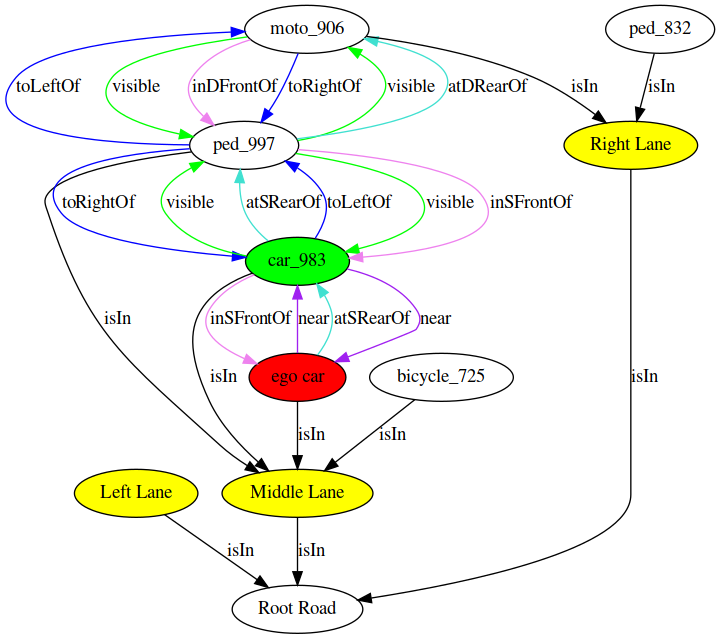 moto_906
ped_832
toLeftOf
visible
inDFrontOf
toRightOf
visible
atDRearOf
isIn
isIn
ped_997
Right Lane
toRightOf
visible
atSRearOf
toLeftOf
visible
inSFrontOf
car_983
isIn
inSFrontOf
near
atSRearOf
near
isIn
ego car
bicycle_725
isIn
isIn
isIn
Left Lane
Middle Lane
isIn
isIn
Root Road